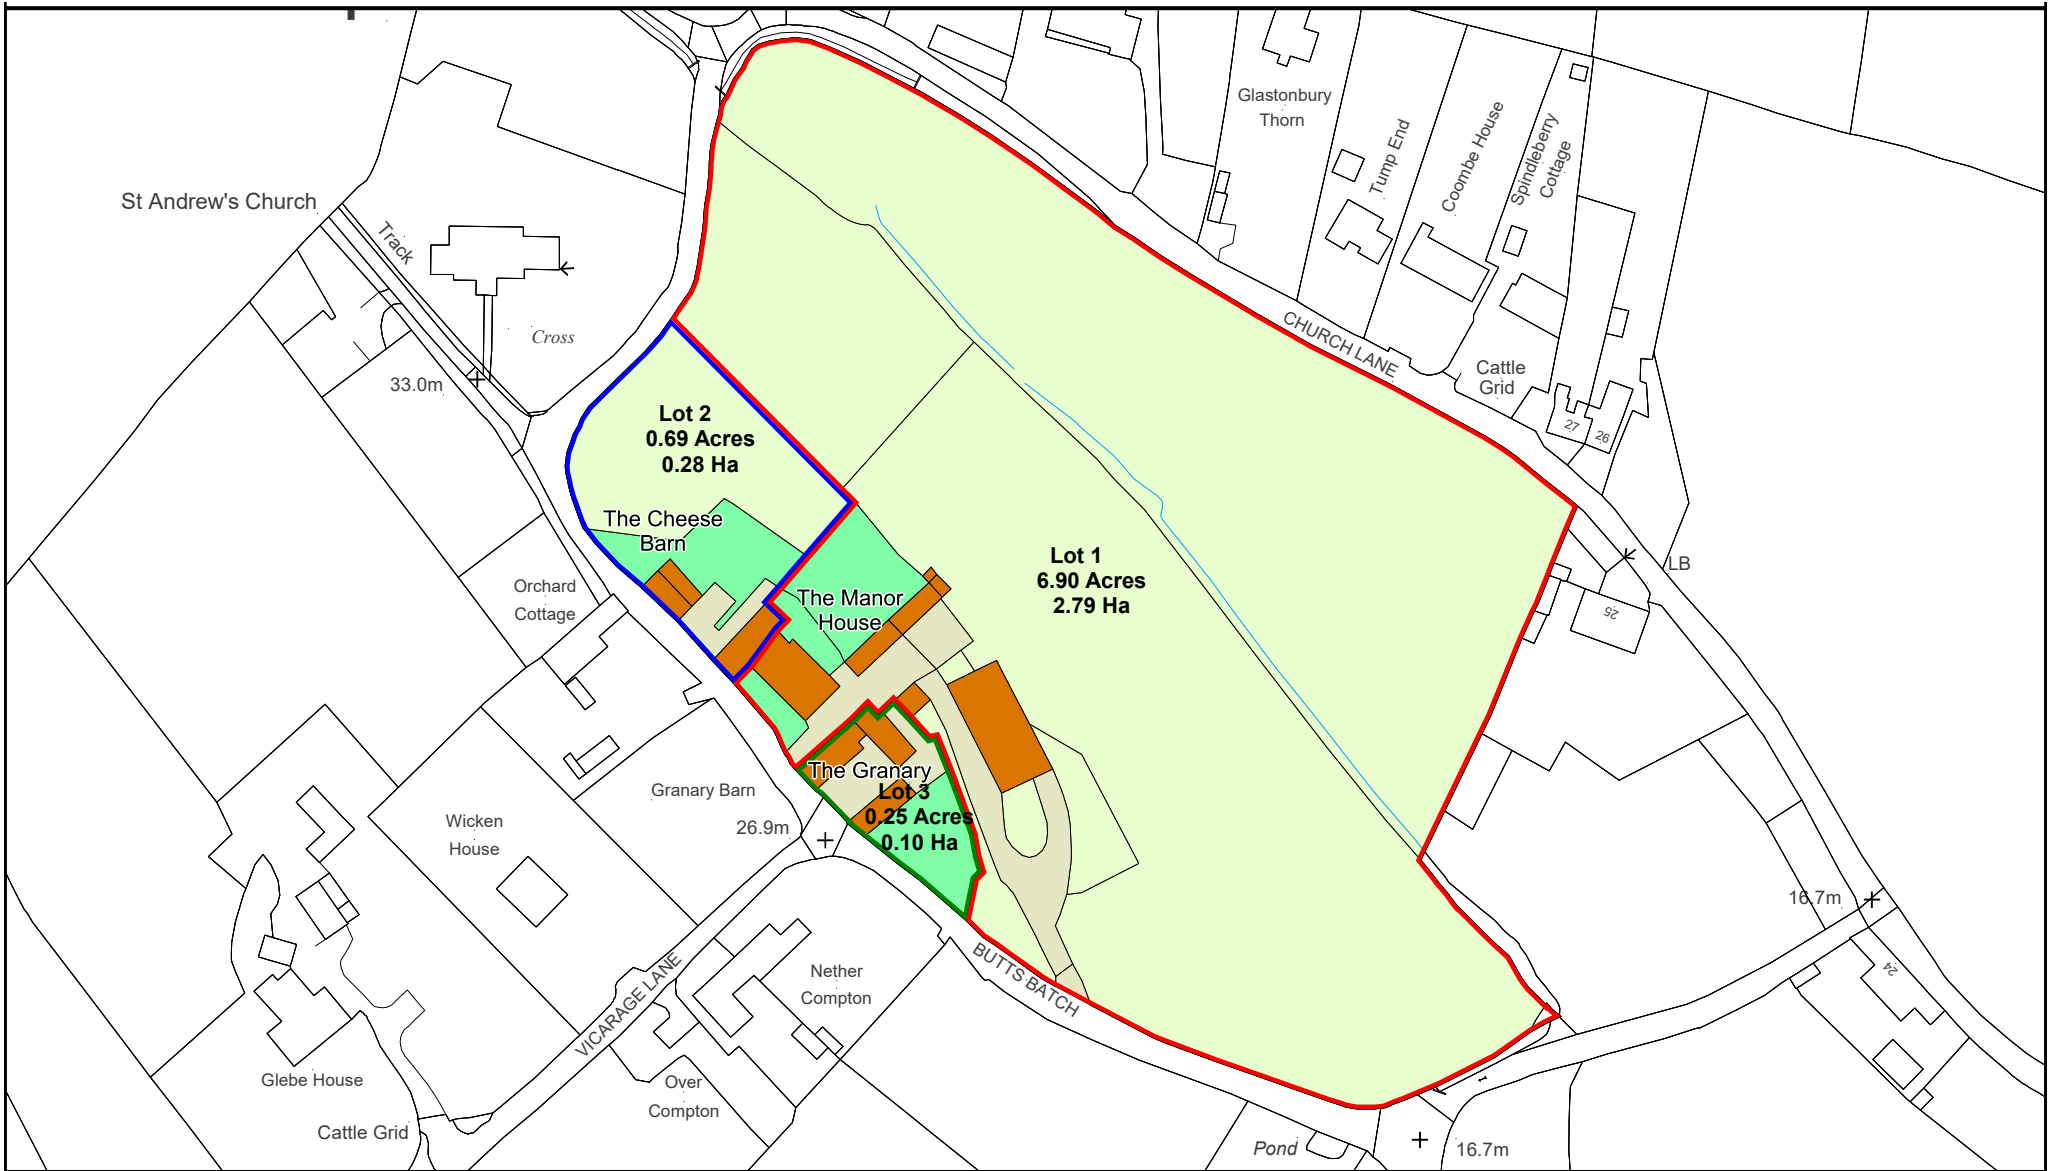 Glastonbury
Thorn
Tump End
Coombe House
Spindleberry
Cottage
St Andrew's Church
Track
Cross
33.0m
CHURCH LANE
Cattle
Grid
27
26
Lot 2
0.69 Acres
0.28 Ha
The Cheese
Barn
Orchard
Cottage
The Manor
House
Lot 1
6.90 Acres
2.79 Ha
LB
25
The Granary
Lot 3
0.25 Acres
0.10 Ha
Granary Barn
26.9m
Wicken
House
16.7m
24
Nether
Compton
BUTTS BATCH
VICARAGE LANE
Glebe House
Over
Compton
Cattle Grid
Pond
16.7m